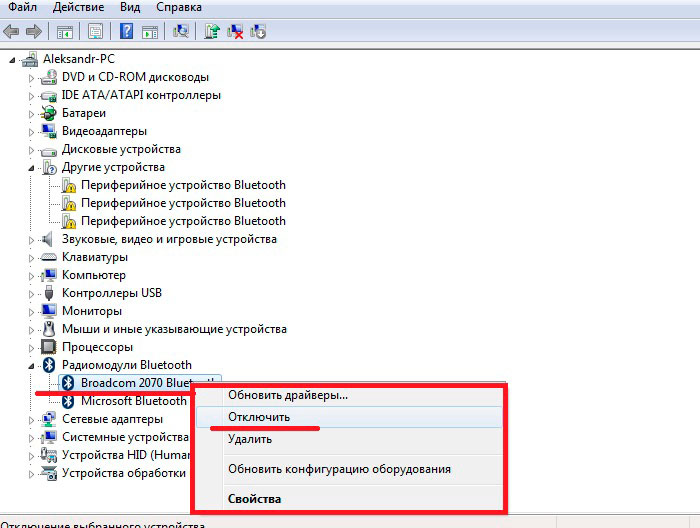 Файл Действие Вид Справка
Aleksandr-PC
DVD и CD-ROM дисководы
IDE ATA/ATAPI контроллеры
Батареи
Видеоадаптеры
Дисковые устройства
Другие устройства
Периферийное устройство Bluetooth
Периферийное устройство Bluetooth
Периферийное устройство Bluetooth
Звуковые, видео и игровые устройства
Клавиатуры
Компьютер
Контроллеры USB
Мониторы
Мыши и иные указывающие устройства
Процессоры
Радиомодули Bluetooth
Broadcom 2070 Bluetooth
Microsoft Bluetooth
Сетевые адаптеры
Системные устройства
Устройства HID (Human
Устройства обработки
Обновить драйверы...
Отключить
Удалить
Обновить конфигурацию оборудования
Свойства
Отключение выбранного устройства